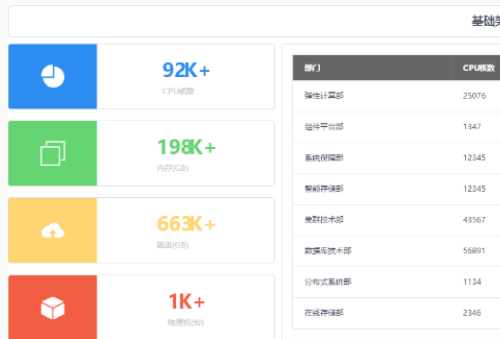 基础架
92K+
CPU核数
198K+
内存(GB)
663K+
磁盘(GB)
1K+
物理机(台)
部门 CPU核数
弹性计算部 25076
组件平台部 1347
系统保障部 12345
智能存储部 12345
集群技术部 43567
数据库技术部 56891
分布式系统部 1134
在线存储部 2346